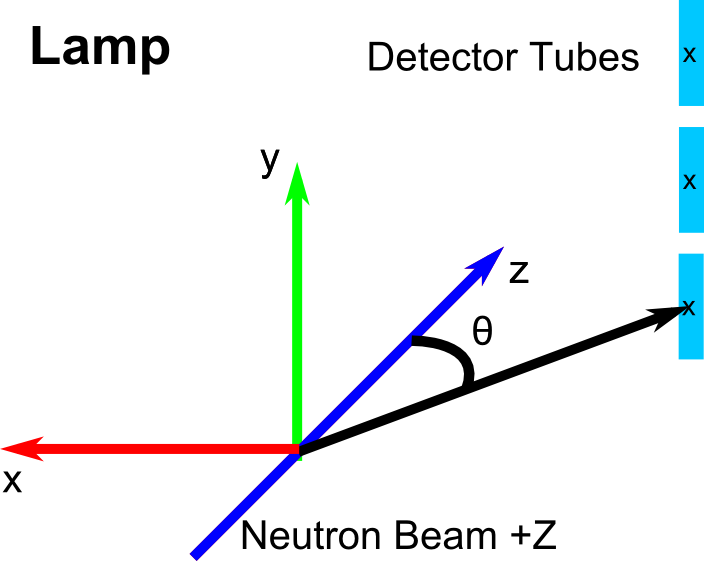 Lamp
Detector Tubes
x
x
x
y
z
θ
x
Neutron Beam +Z